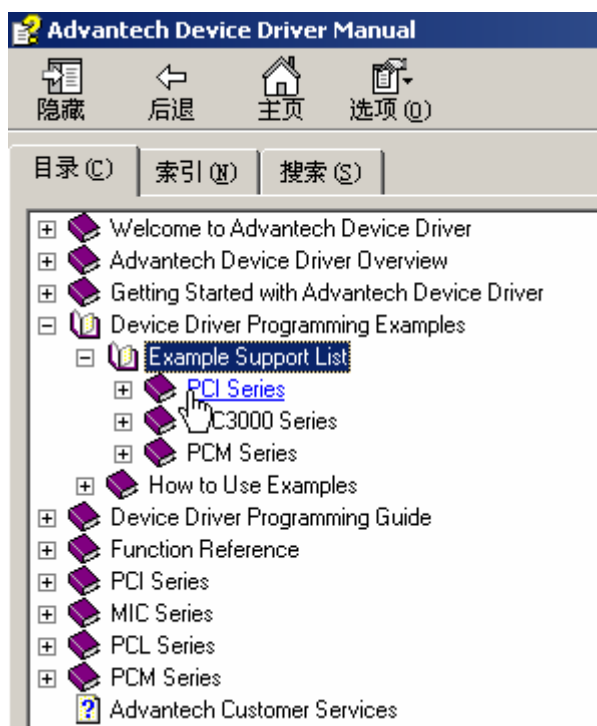 Advantech Device Driver Manual
隐藏 后退 主页 选项(O)
目录(C) 索引(N) 搜索(S)
Welcome to Advantech Device Driver
Advantech Device Driver Overview
Getting Started with Advantech Device Driver
Device Driver Programming Examples
Example Support List
PCI Series
C3000 Series
PCM Series
How to Use Examples
Device Driver Programming Guide
Function Reference
PCI Series
MIC Series
PCL Series
PCM Series
Advantech Customer Services